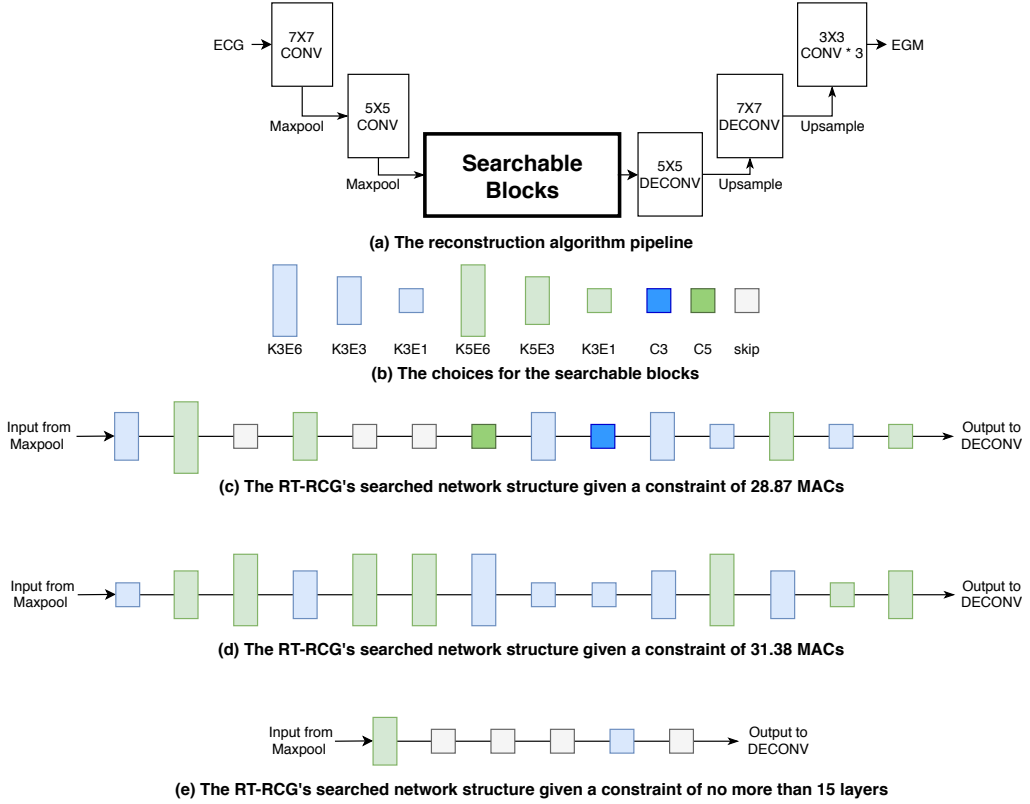 ECG
7X7
CONV
Maxpool
5X5
CONV
Maxpool
Searchable
Blocks
5X5
DECONV
Upsample
7X7
DECONV
Upsample
3X3
CONV * 3
EGM
(a) The reconstruction algorithm pipeline
K3E6
K3E3
K3E1
K5E6
K5E3
K3E1
C3
C5
skip
(b) The choices for the searchable blocks
Input from
Maxpool
Output to
DECONV
(c) The RT-RCG's searched network structure given a constraint of 28.87 MACs
Input from
Maxpool
Output to
DECONV
(d) The RT-RCG's searched network structure given a constraint of 31.38 MACs
Input from
Maxpool
Output to
DECONV
(e) The RT-RCG's searched network structure given a constraint of no more than 15 layers